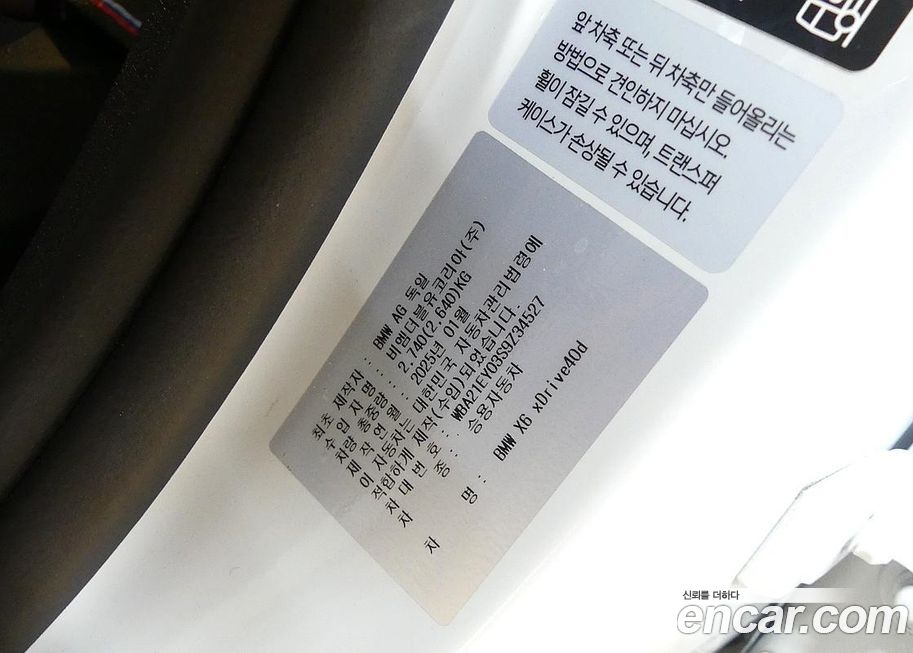 앞 차축 또는 뒤 차축만 들어올리는
방법으로 견인하지 마십시오.
휠이 잠길 수 있으며, 트랜스퍼
케이스가 손상될 수 있습니다.
최초 제작자 : BMW AG 독일
수 입 자 명 : 비엠더블유코리아(주)
차량 총중량 : 2,740(2,640)KG
제 작 연 월 : 2025년 01월
이 자동차는 대한민국 자동차관리법령에
적합하게 제작(수입)되었습니다.
차 대 번 호 : WBA21EY03S9Z34527
차 종 : 승용자동차
차 명 : BMW X6 xDrive40d
신뢰를 더하다
encar.com